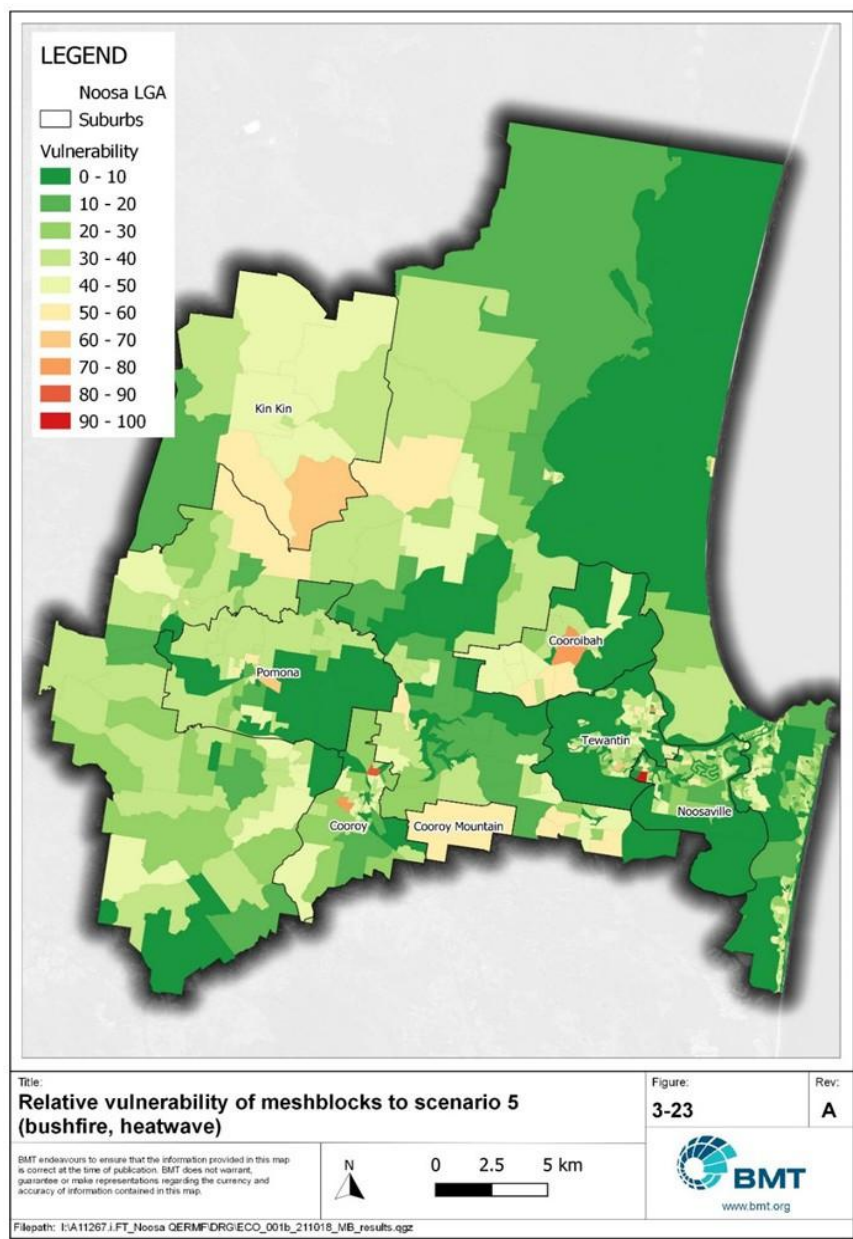 LEGEND
Noosa LGA
Suburbs
Vulnerability
0 - 10
10 - 20
20 - 30
30 - 40
40 - 50
50 - 60
60 - 70
70 - 80
80 - 90
90 - 100
Kin Kin
Cooroibah
Pomona
Tewantin
Noosaville
Cooroy
Cooroy Mountain
Title:
Relative vulnerability of meshblocks to scenario 5
(bushfire, heatwave)
Figure:
3-23
Rev:
A
BMT endeavours to ensure that the information provided in this map
is correct at the time of publication. BMT does not warrant,
guarantee or make representations regarding the currency and
accuracy of information contained in this map.
N
0 2.5 5 km
BMT
www.bmt.org
Filepath: I:\A11267.i.FT_Noosa QERMF\DRG\ECO_001b_211018_MB_results.qgz